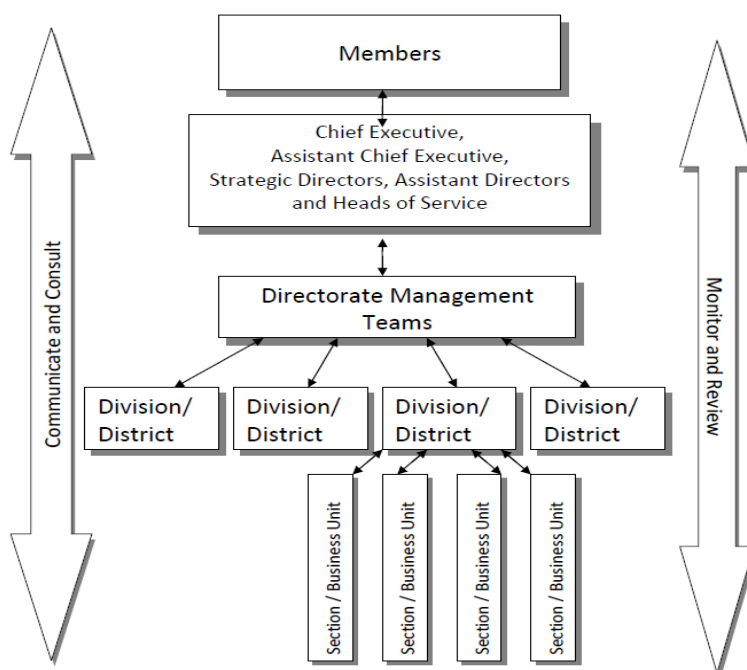 Members
Chief Executive,
Assistant Chief Executive,
Strategic Directors, Assistant Directors
and Heads of Service
Communicate and Consult
Monitor and Review
Directorate Management
Teams
Division/
District
Division/
District
Division/
District
Division/
District
Section / Business Unit
Section / Business Unit
Section / Business Unit
Section / Business Unit